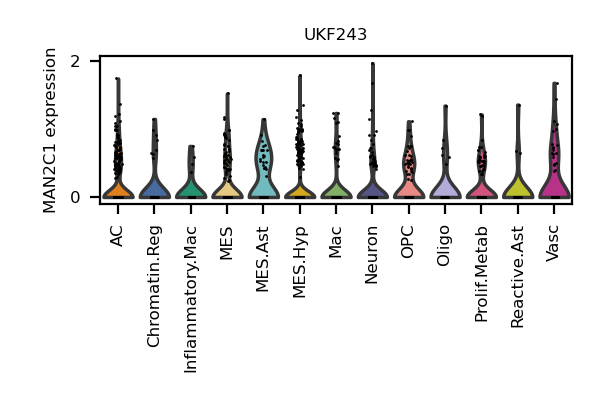 UKF243
MAN2C1 expression
2
0
AC
Chromatin.Reg
Inflammatory.Mac
MES
MES.Ast
MES.Hyp
Mac
Neuron
OPC
Oligo
Prolif.Metab
Reactive.Ast
Vasc